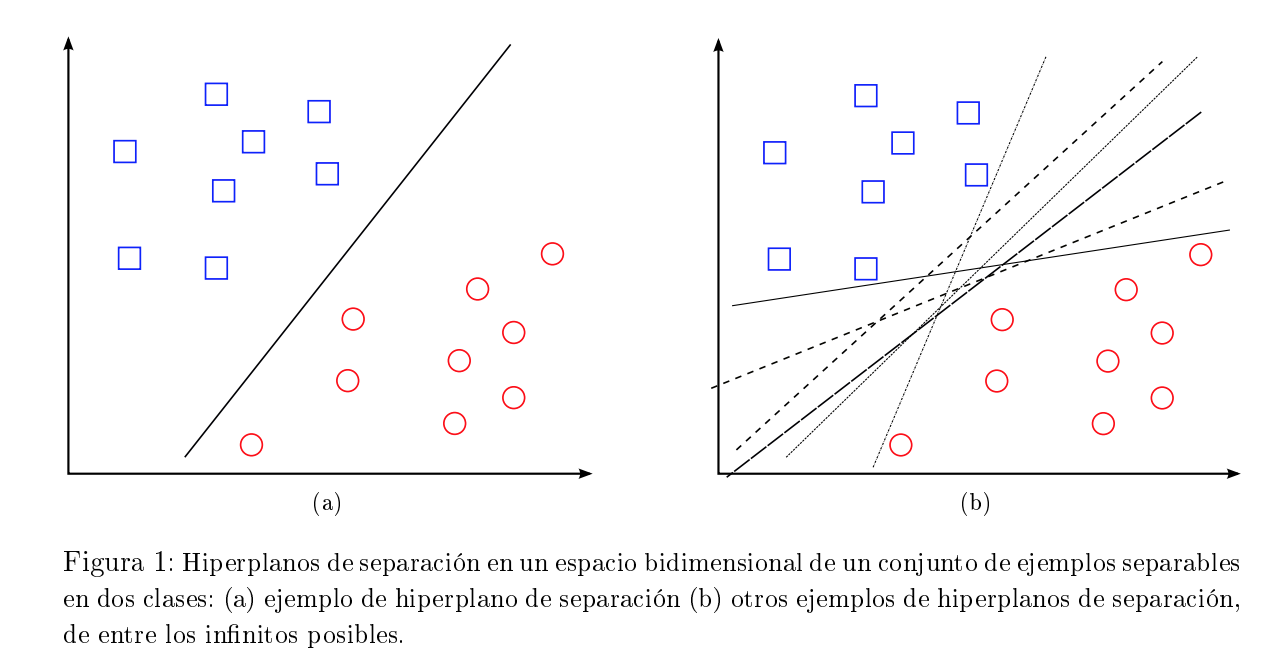 (a)
(b)
Figura 1: Hiperplanos de separación en un espacio bidimensional de un conjunto de ejemplos separables
en dos clases: (a) ejemplo de hiperplano de separación (b) otros ejemplos de hiperplanos de separación,
de entre los infinitos posibles.